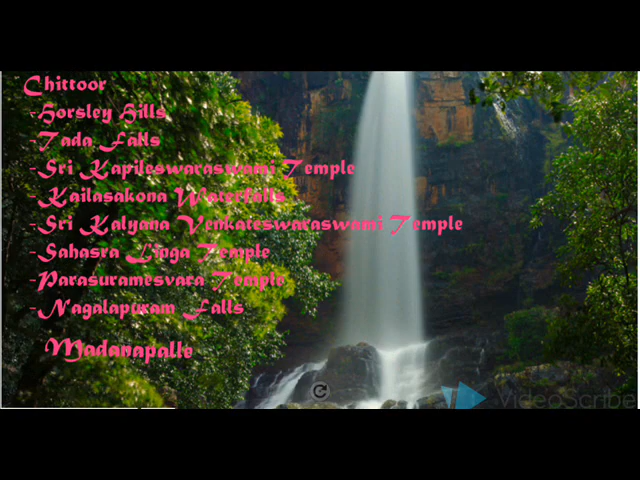 Chittoor
-Horsley Hills
-Tada Falls
-Sri Kapileswaraswami Temple
-Kailasakona Waterfalls
-Sri Kalyana Venkateswaraswami Temple
-Sahasra Linga Temple
-Parasuramesvara Temple
-Nagalapuram Falls
Madanapalle
VideoScribe